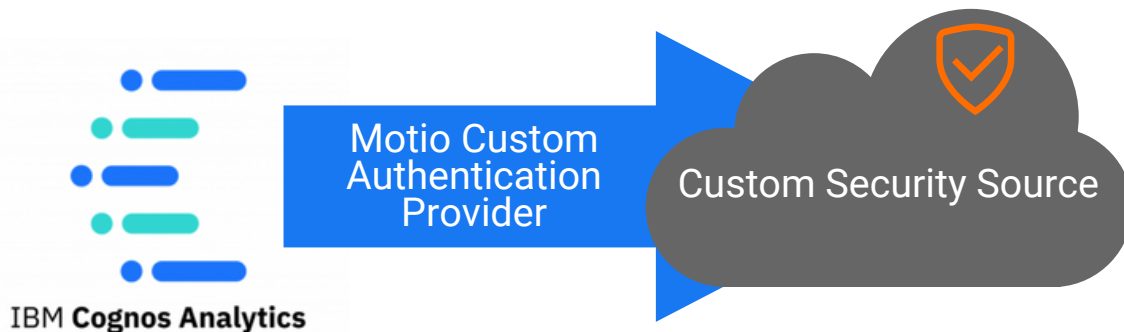 Motio Custom
Authentication
Provider
Custom Security Source
IBM Cognos Analytics